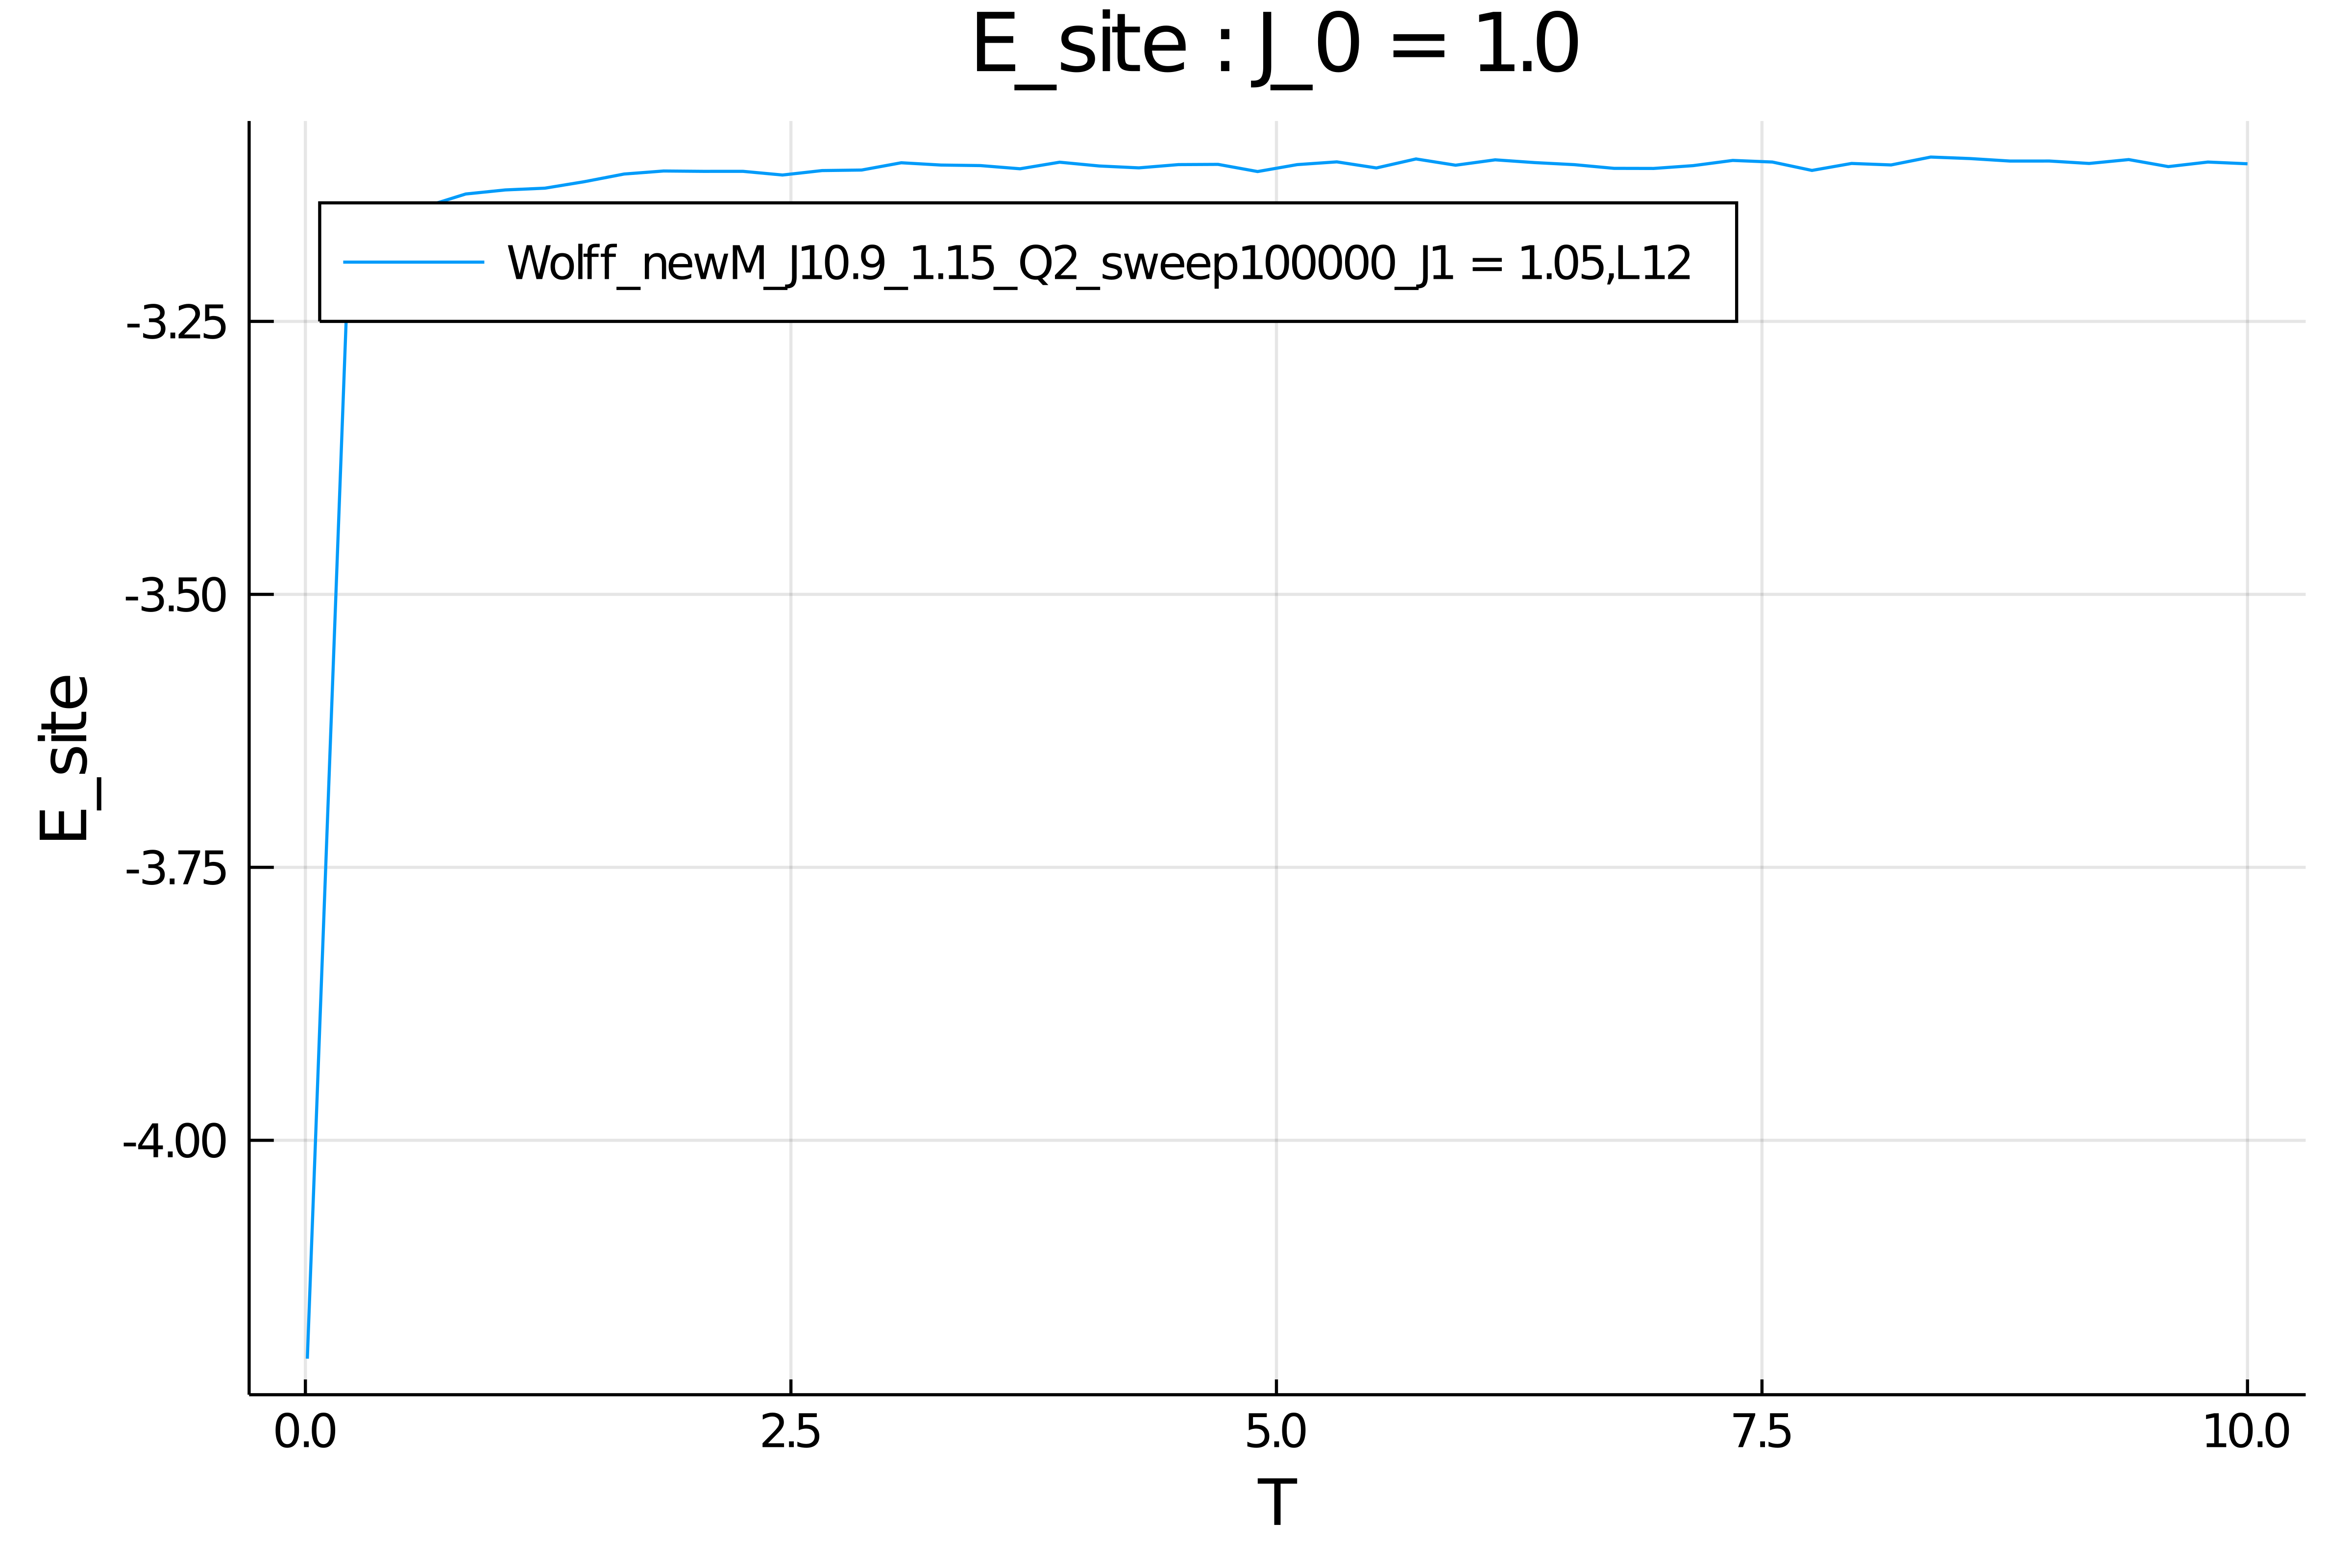 E_site : J_0 = 1.0
Wolff_newM_J10.9_1.15_Q2_sweep100000_J1 = 1.05,L12
-3.25
-3.50
-3.75
-4.00
E_site
0.0 2.5 5.0 7.5 10.0
T